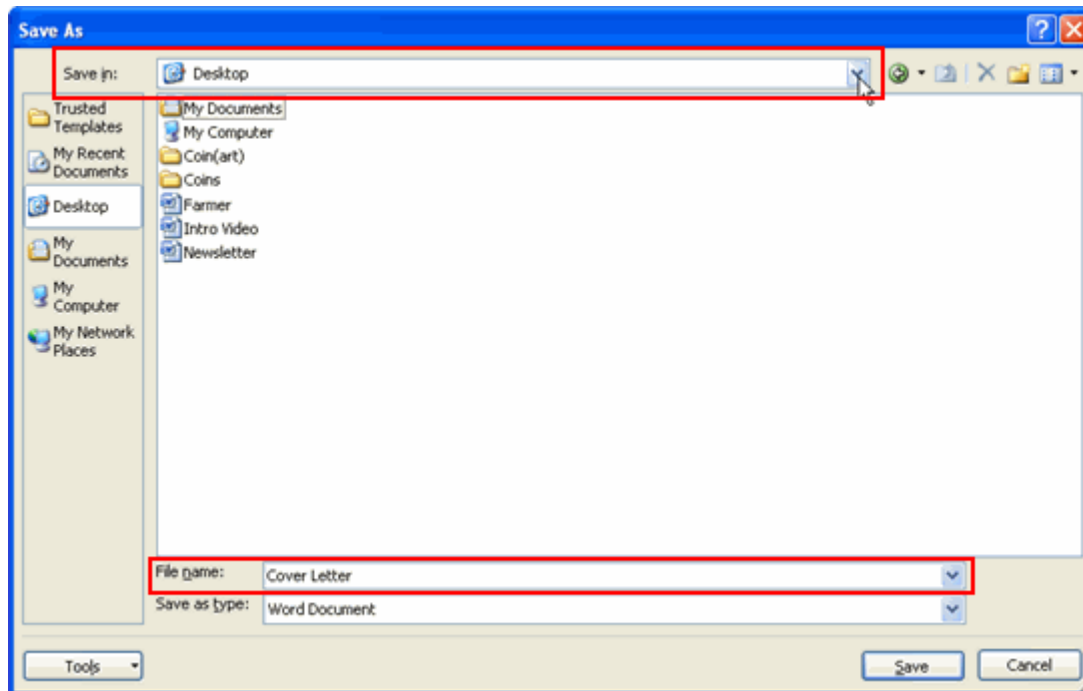 Save As
Save in:
Desktop
Trusted
Templates
My Recent
Documents
Desktop
My
Documents
My
Computer
My Network
Places
My Documents
My Computer
Coin(art)
Coins
Farmer
Intro Video
Newsletter
File name:
Cover Letter
Save as type:
Word Document
Tools
Save
Cancel